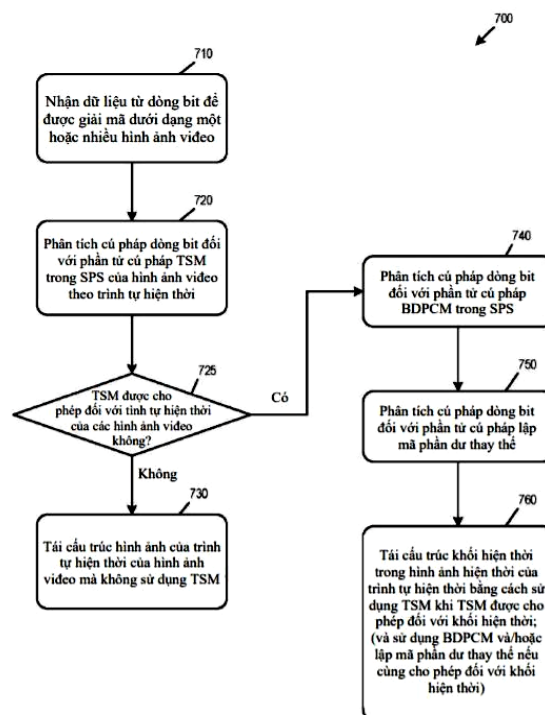 700
710
Nhận dữ liệu từ dòng bit để
được giải mã dưới dạng một
hoặc nhiều hình ảnh video
720
Phân tích cú pháp dòng bit đối
với phần tử cú pháp TSM
trong SPS của hình ảnh video
theo trình tự hiện thời
725
TSM được cho
phép đối với tình tự hiện thời
của các hình ảnh video
không?
Có
Không
730
Tái cấu trúc hình ảnh của trình
tự hiện thời của hình ảnh
video mà không sử dụng TSM
740
Phân tích cú pháp dòng bit
đối với phần tử cú pháp
BDPCM trong SPS
750
Phân tích cú pháp dòng bit
đối với phần tử cú pháp lập
mã phần dư thay thế
760
Tái cấu trúc khối hiện thời
trong hình ảnh hiện thời của
trình tự hiện thời bằng cách sử
dụng TSM khi TSM được cho
phép đối với khối hiện thời;
(và sử dụng BDPCM và/hoặc
lập mã phần dư thay thế nếu
cùng cho phép đối với khối
hiện thời)